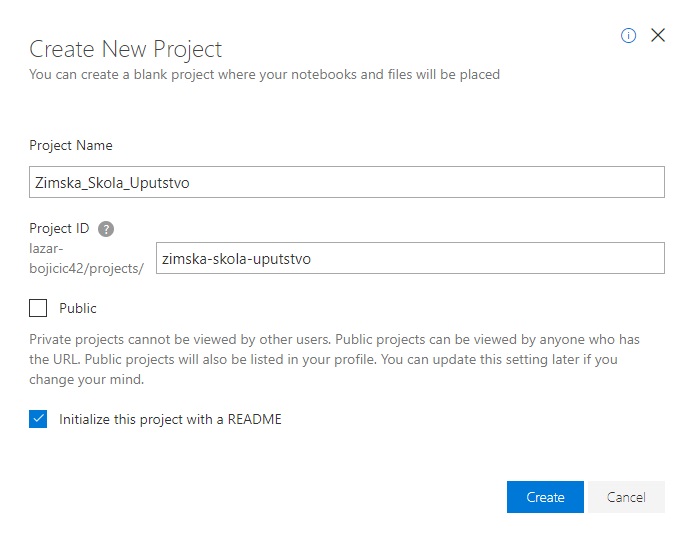 Create New Project
You can create a blank project where your notebooks and files will be placed
Project Name
Zimska_Skola_Uputstvo
Project ID ?
lazar-
bojicic42/projects/
zimska-skola-uputstvo
Public
Private projects cannot be viewed by other users. Public projects can be viewed by anyone who has
the URL. Public projects will also be listed in your profile. You can update this setting later if you
change your mind.
Initialize this project with a README
Create
Cancel